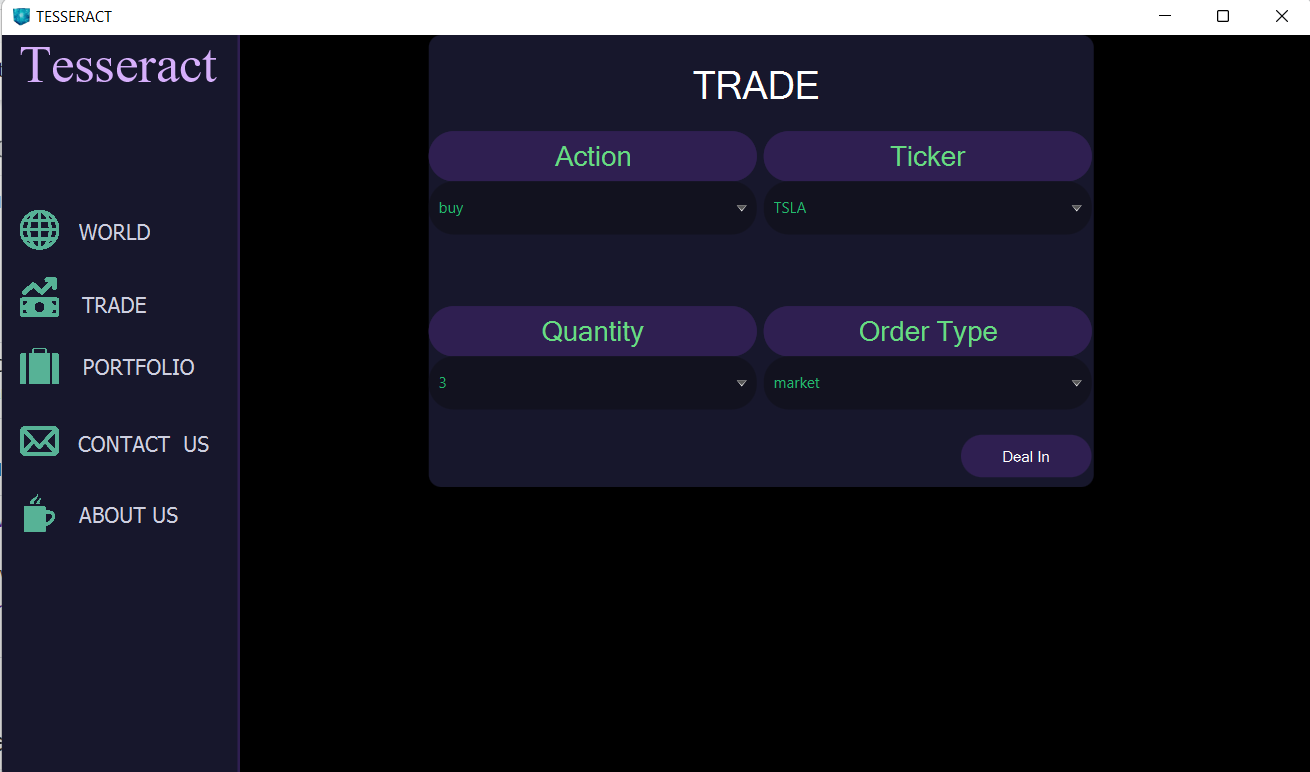 TESSERACT
Tesseract
WORLD
TRADE
PORTFOLIO
CONTACT US
ABOUT US
TRADE
Action
Ticker
buy
TSLA
Quantity
Order Type
3
market
Deal In